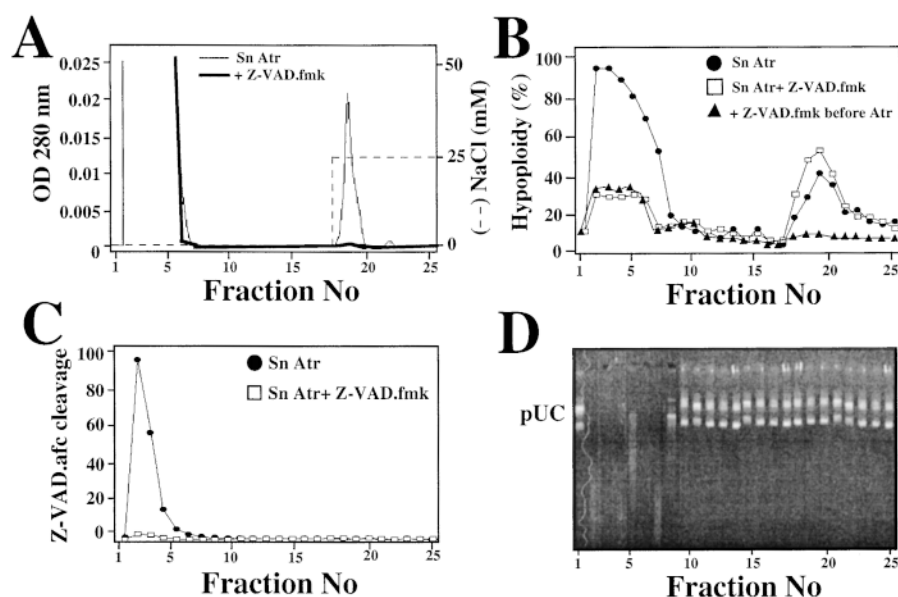 A
OD 280 nm
0.025
0.02
0.015
0.01
0.005
0
Sn Atr
+ Z-VAD.fmk
50
25
0
(--) NaCl (mM)
1 5 10 15 20 25
Fraction No
B
Hypoploidy (%)
100
80
60
40
20
0
Sn Atr
Sn Atr+ Z-VAD.fmk
+ Z-VAD.fmk before Atr
1 5 10 15 20 25
Fraction No
C
Z-VAD.afc cleavage
100
80
60
40
20
0
Sn Atr
Sn Atr+ Z-VAD.fmk
1 5 10 15 20 25
Fraction No
D
pUC
1 5 10 15 20 25
Fraction No